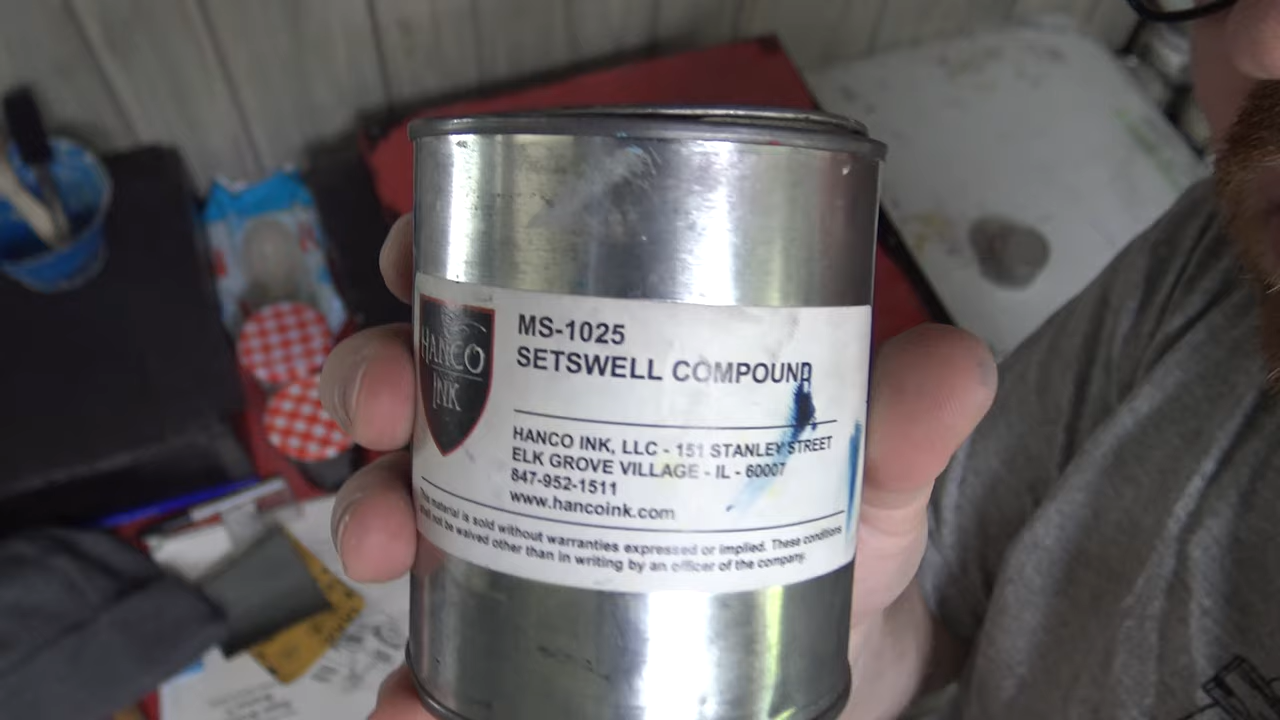 HANCO
INK
MS-1025
SETSWELL COMPOUND
HANCO INK, LLC - 151 STANLEY STREET
ELK GROVE VILLAGE - IL - 60007
847-952-1511
www.hancoink.com
This material is sold without warranties expressed or implied. These conditions
shall not be waived other than in writing by an officer of the company.